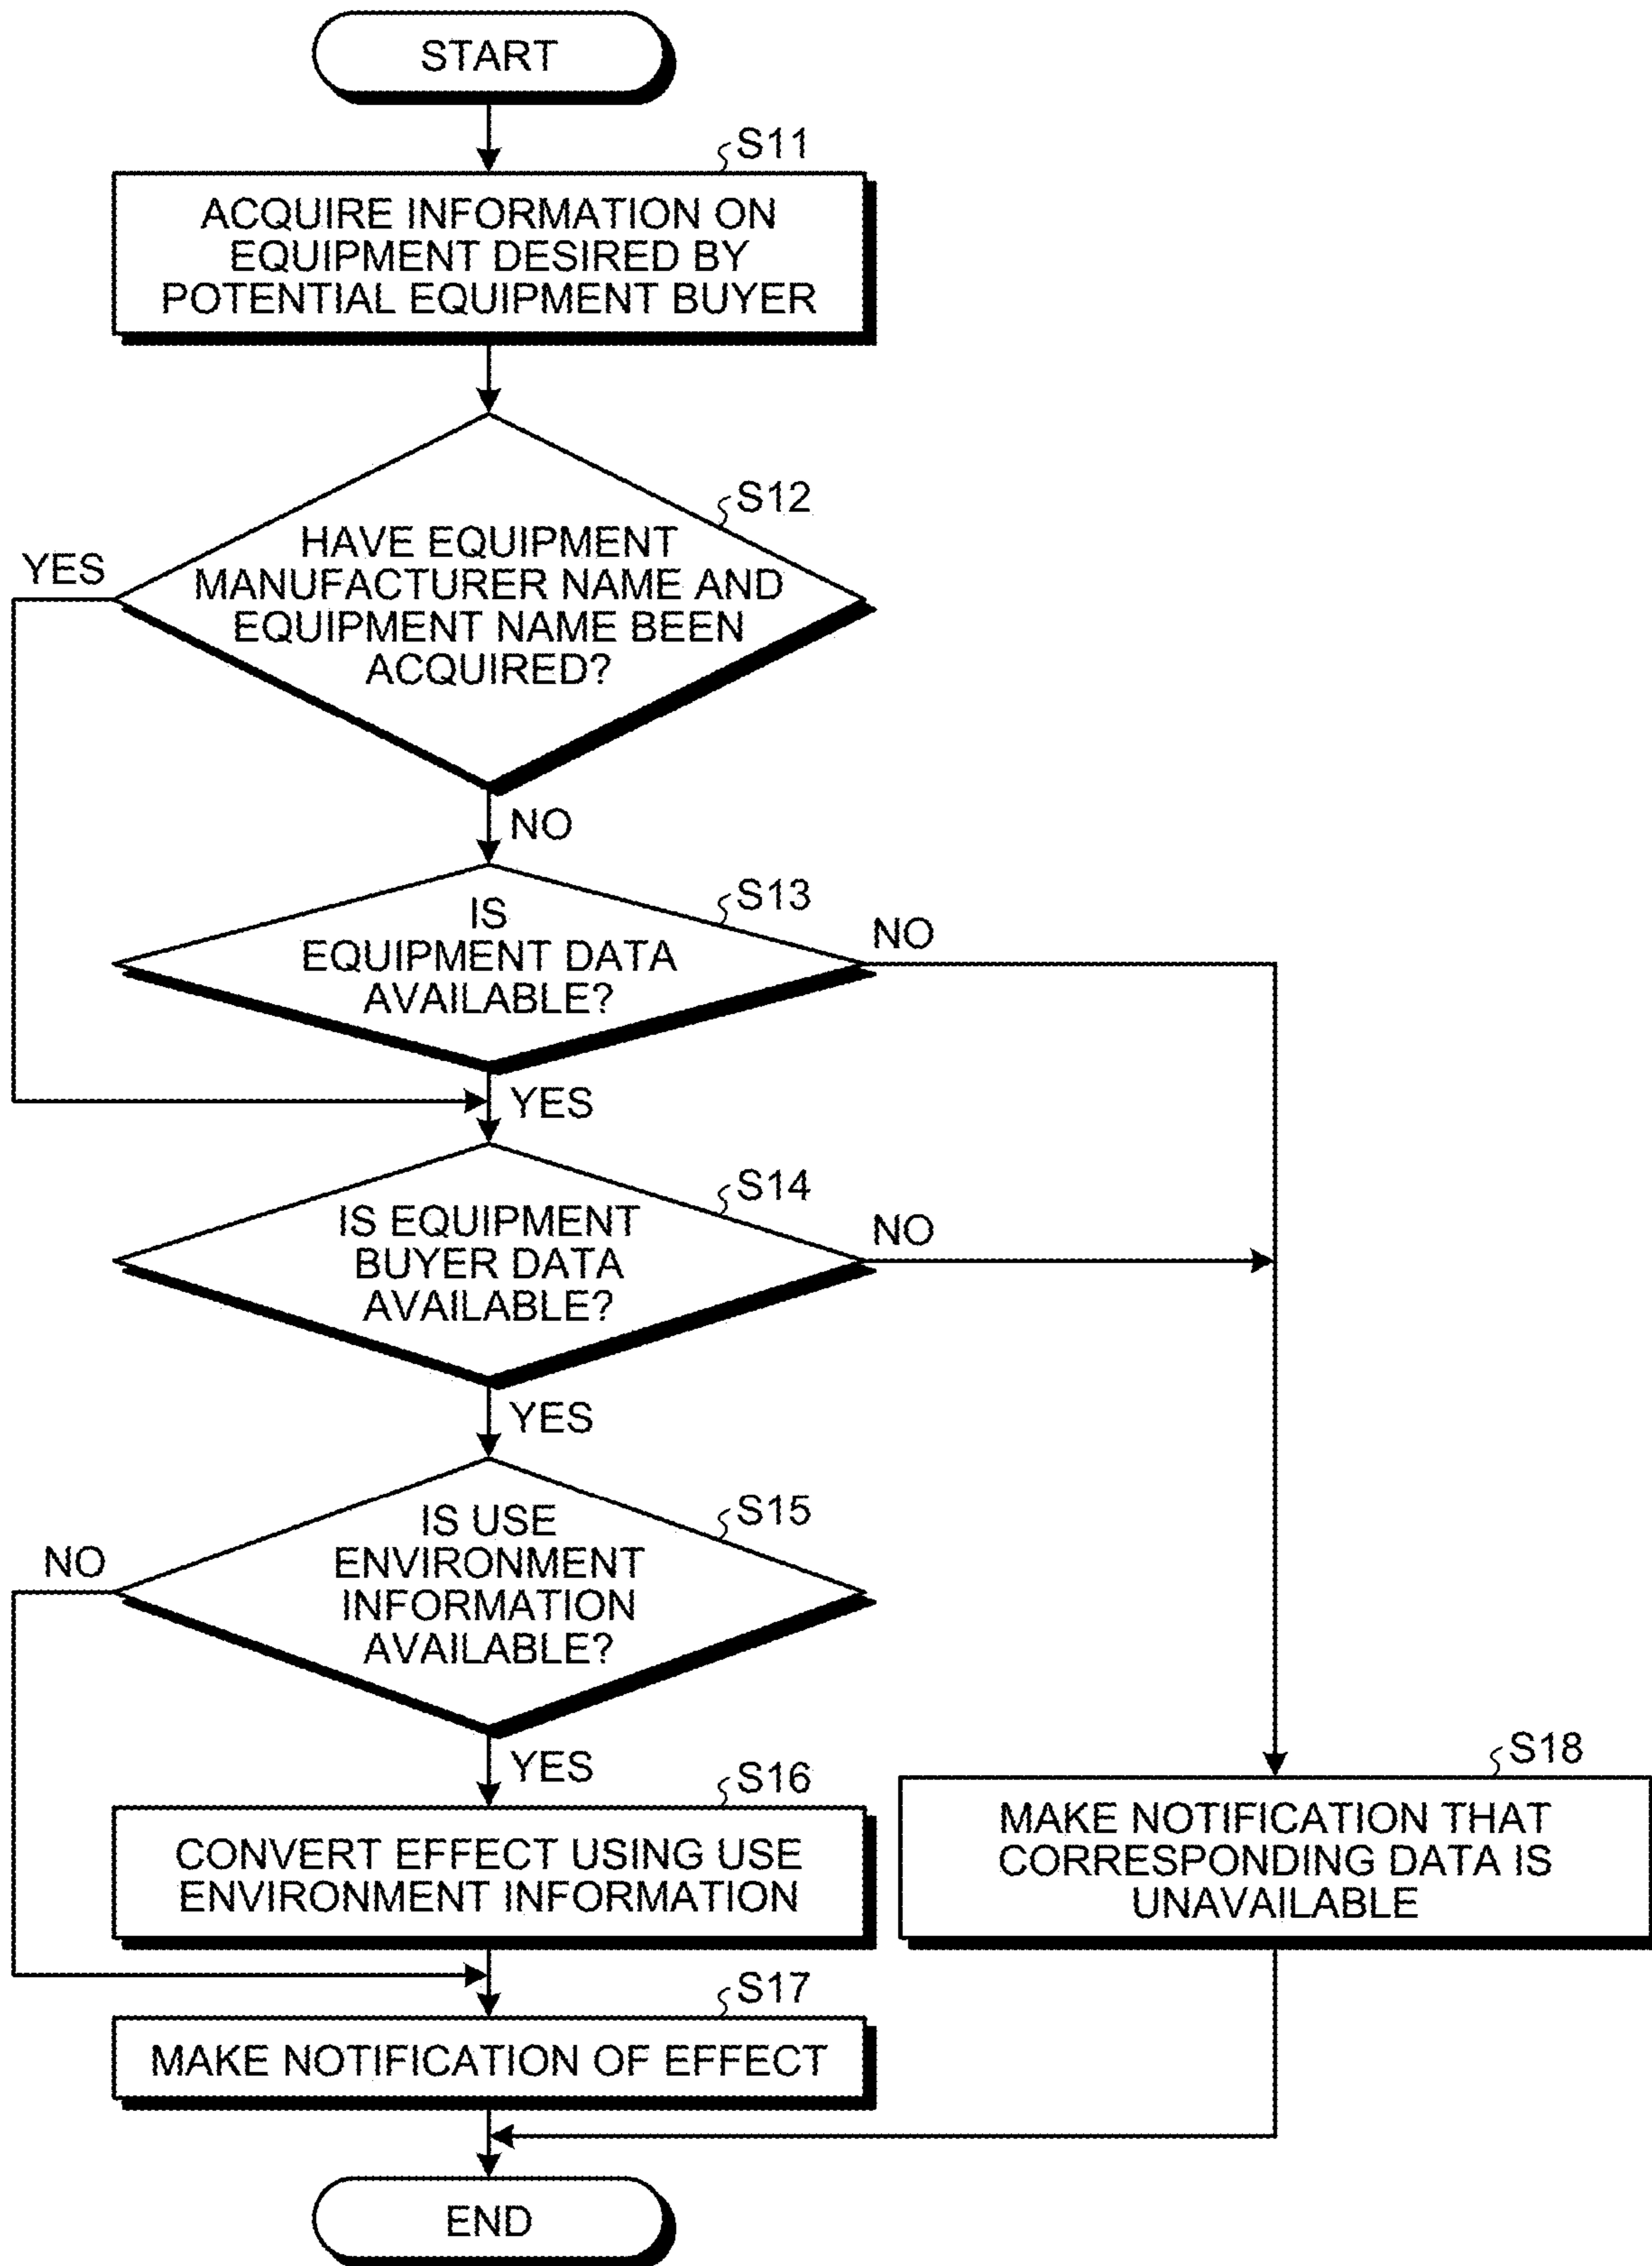 START
S11
ACQUIRE INFORMATION ON
EQUIPMENT DESIRED BY
POTENTIAL EQUIPMENT BUYER
S12
HAVE EQUIPMENT
MANUFACTURER NAME AND
EQUIPMENT NAME BEEN
ACQUIRED?
YES
NO
S13
IS
EQUIPMENT DATA
AVAILABLE?
NO
YES
S14
IS EQUIPMENT
BUYER DATA
AVAILABLE?
NO
YES
S15
IS USE
ENVIRONMENT
INFORMATION
AVAILABLE?
NO
YES
S16
CONVERT EFFECT USING USE
ENVIRONMENT INFORMATION
S18
MAKE NOTIFICATION THAT
CORRESPONDING DATA IS
UNAVAILABLE
S17
MAKE NOTIFICATION OF EFFECT
END